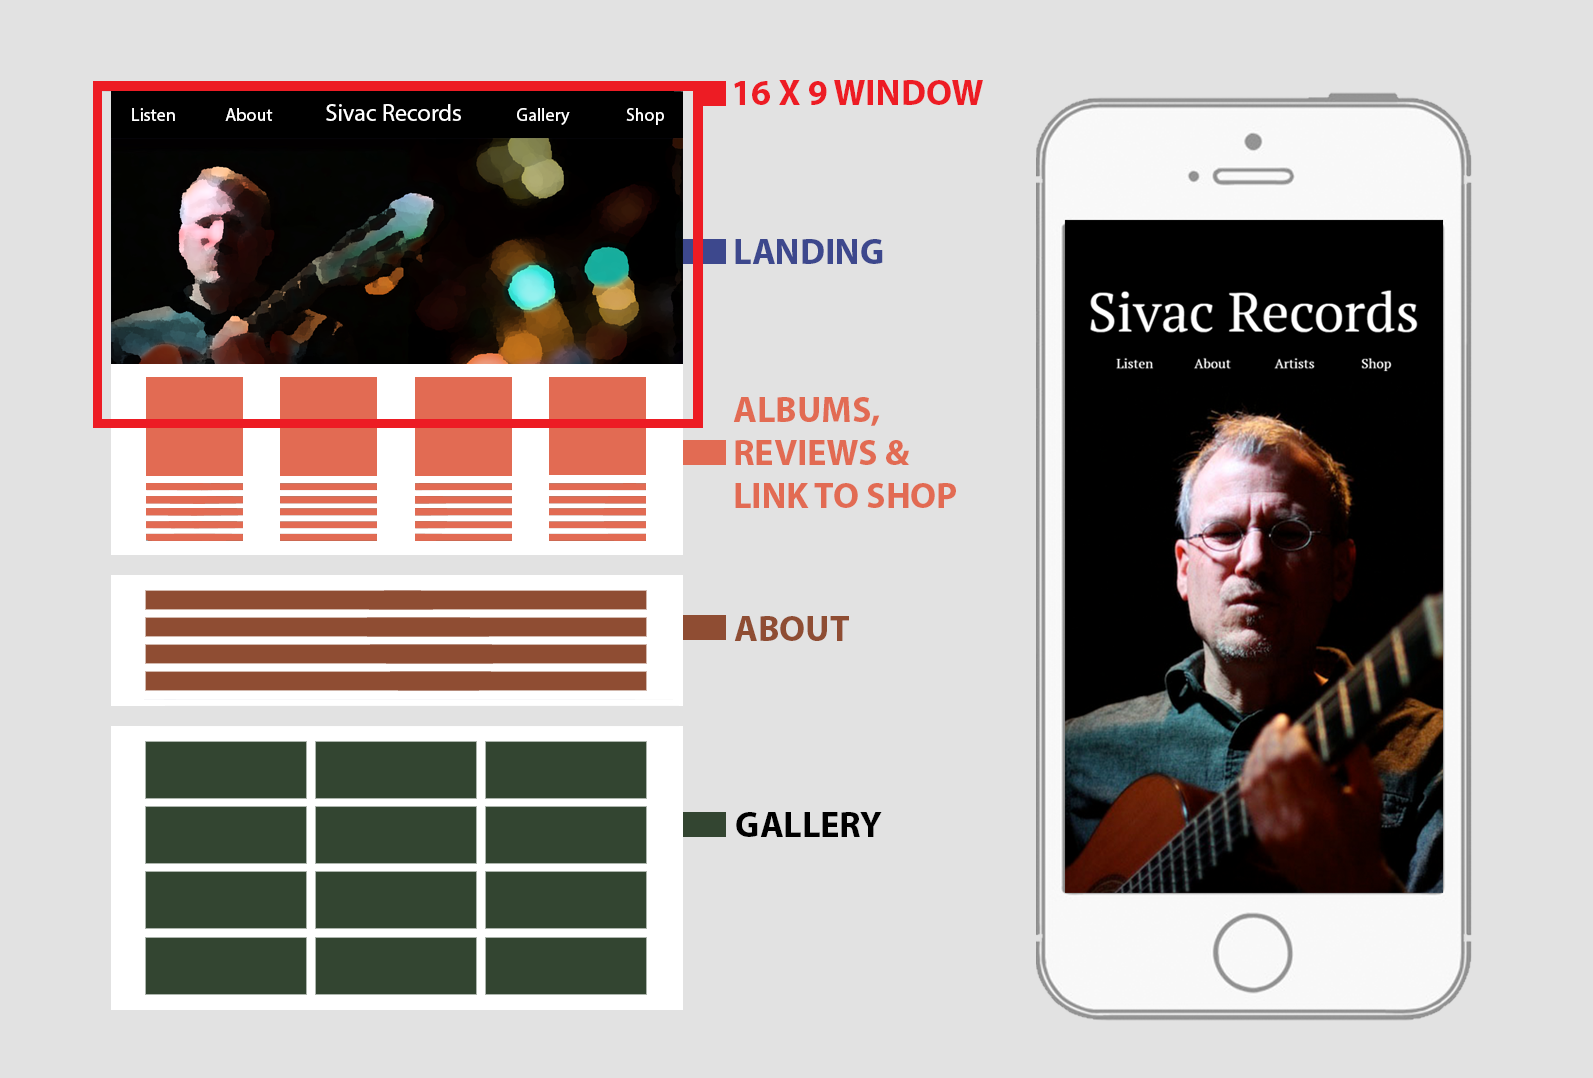 16 X 9 WINDOW
Listen About Sivac Records Gallery Shop
LANDING
ALBUMS,
REVIEWS &
LINK TO SHOP
ABOUT
GALLERY
Sivac Records
Listen About Artists Shop